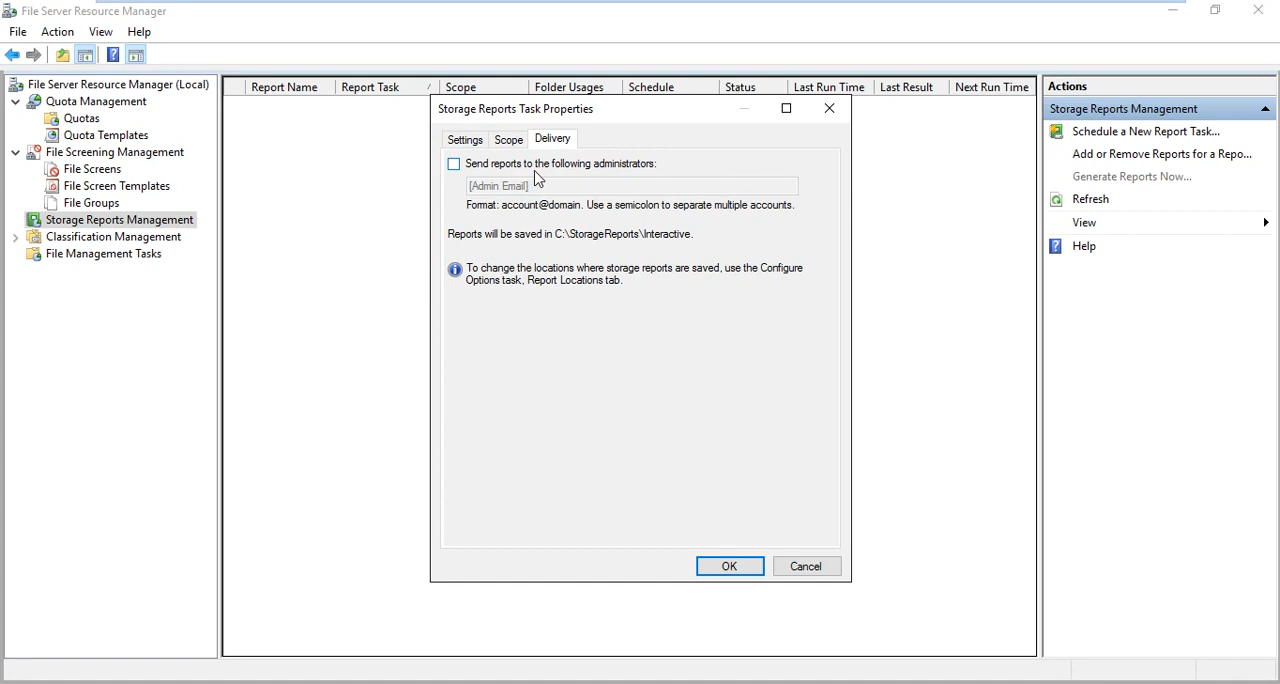 File Server Resource Manager
File Action View Help
File Server Resource Manager (Local)
Quota Management
Quotas
Quota Templates
File Screening Management
File Screens
File Screen Templates
File Groups
Storage Reports Management
Classification Management
File Management Tasks
Report Name Report Task Scope Folder Usages Schedule Status Last Run Time Last Result Next Run Time
Storage Reports Task Properties
Settings Scope Delivery
Send reports to the following administrators:
[Admin Email]
Format: account@domain. Use a semicolon to separate multiple accounts.
Reports will be saved in C:\StorageReports\Interactive.
To change the locations where storage reports are saved, use the Configure
Options task, Report Locations tab.
OK Cancel
Actions
Storage Reports Management
Schedule a New Report Task...
Add or Remove Reports for a Repo...
Generate Reports Now...
Refresh
View
Help